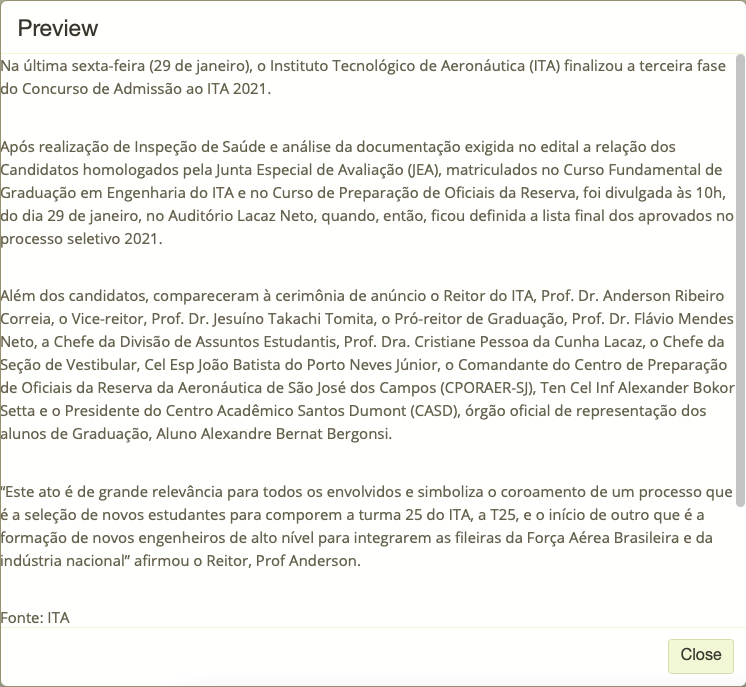 Preview
Na última sexta-feira (29 de janeiro), o Instituto Tecnológico de Aeronáutica (ITA) finalizou a terceira fase
do Concurso de Admissão ao ITA 2021.
Após realização de Inspeção de Saúde e análise da documentação exigida no edital a relação dos
Candidatos homologados pela Junta Especial de Avaliação (JEA), matriculados no Curso Fundamental de
Graduação em Engenharia do ITA e no Curso de Preparação de Oficiais da Reserva, foi divulgada às 10h,
do dia 29 de janeiro, no Auditório Lacaz Neto, quando, então, ficou definida a lista final dos aprovados no
processo seletivo 2021.
Além dos candidatos, compareceram à cerimônia de anúncio o Reitor do ITA, Prof. Dr. Anderson Ribeiro
Correia, o Vice-reitor, Prof. Dr. Jesuíno Takachi Tomita, o Pró-reitor de Graduação, Prof. Dr. Flávio Mendes
Neto, a Chefe da Divisão de Assuntos Estudantis, Prof. Dra. Cristiane Pessoa da Cunha Lacaz, o Chefe da
Seção de Vestibular, Cel Esp João Batista do Porto Neves Júnior, o Comandante do Centro de Preparação
de Oficiais da Reserva da Aeronáutica de São José dos Campos (CPORAER-SJ), Ten Cel Inf Alexander Bokor
Setta e o Presidente do Centro Acadêmico Santos Dumont (CASD), órgão oficial de representação dos
alunos de Graduação, Aluno Alexandre Bernat Bergonsi.
“Este ato é de grande relevância para todos os envolvidos e simboliza o coroamento de um processo que
é a seleção de novos estudantes para comporem a turma 25 do ITA, a T25, e o início de outro que é a
formação de novos engenheiros de alto nível para integrarem as fileiras da Força Aérea Brasileira e da
indústria nacional” afirmou o Reitor, Prof Anderson.
Fonte: ITA
Close